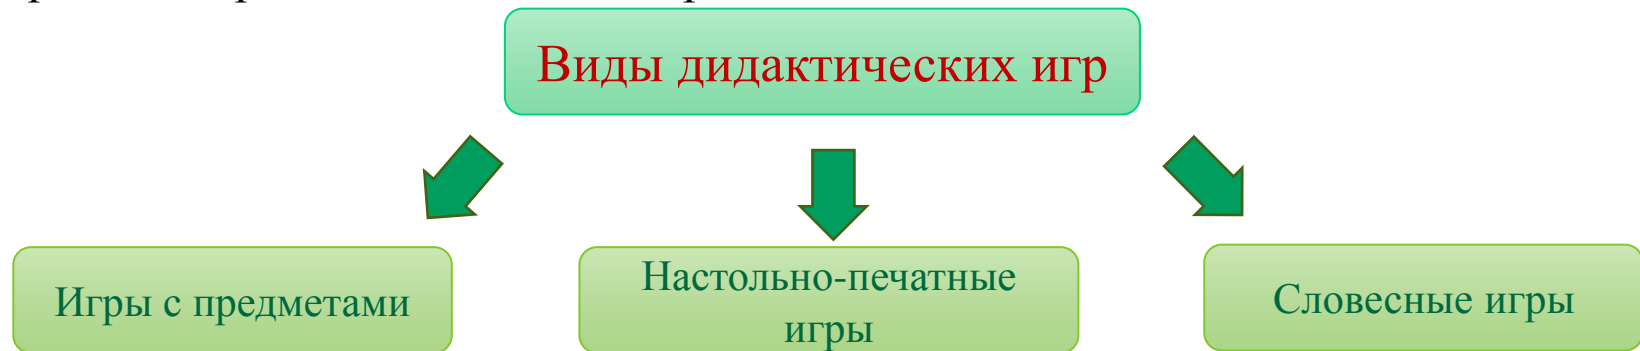 Виды дидактических игр
Игры с предметами
Настольно-печатные
игры
Словесные игры